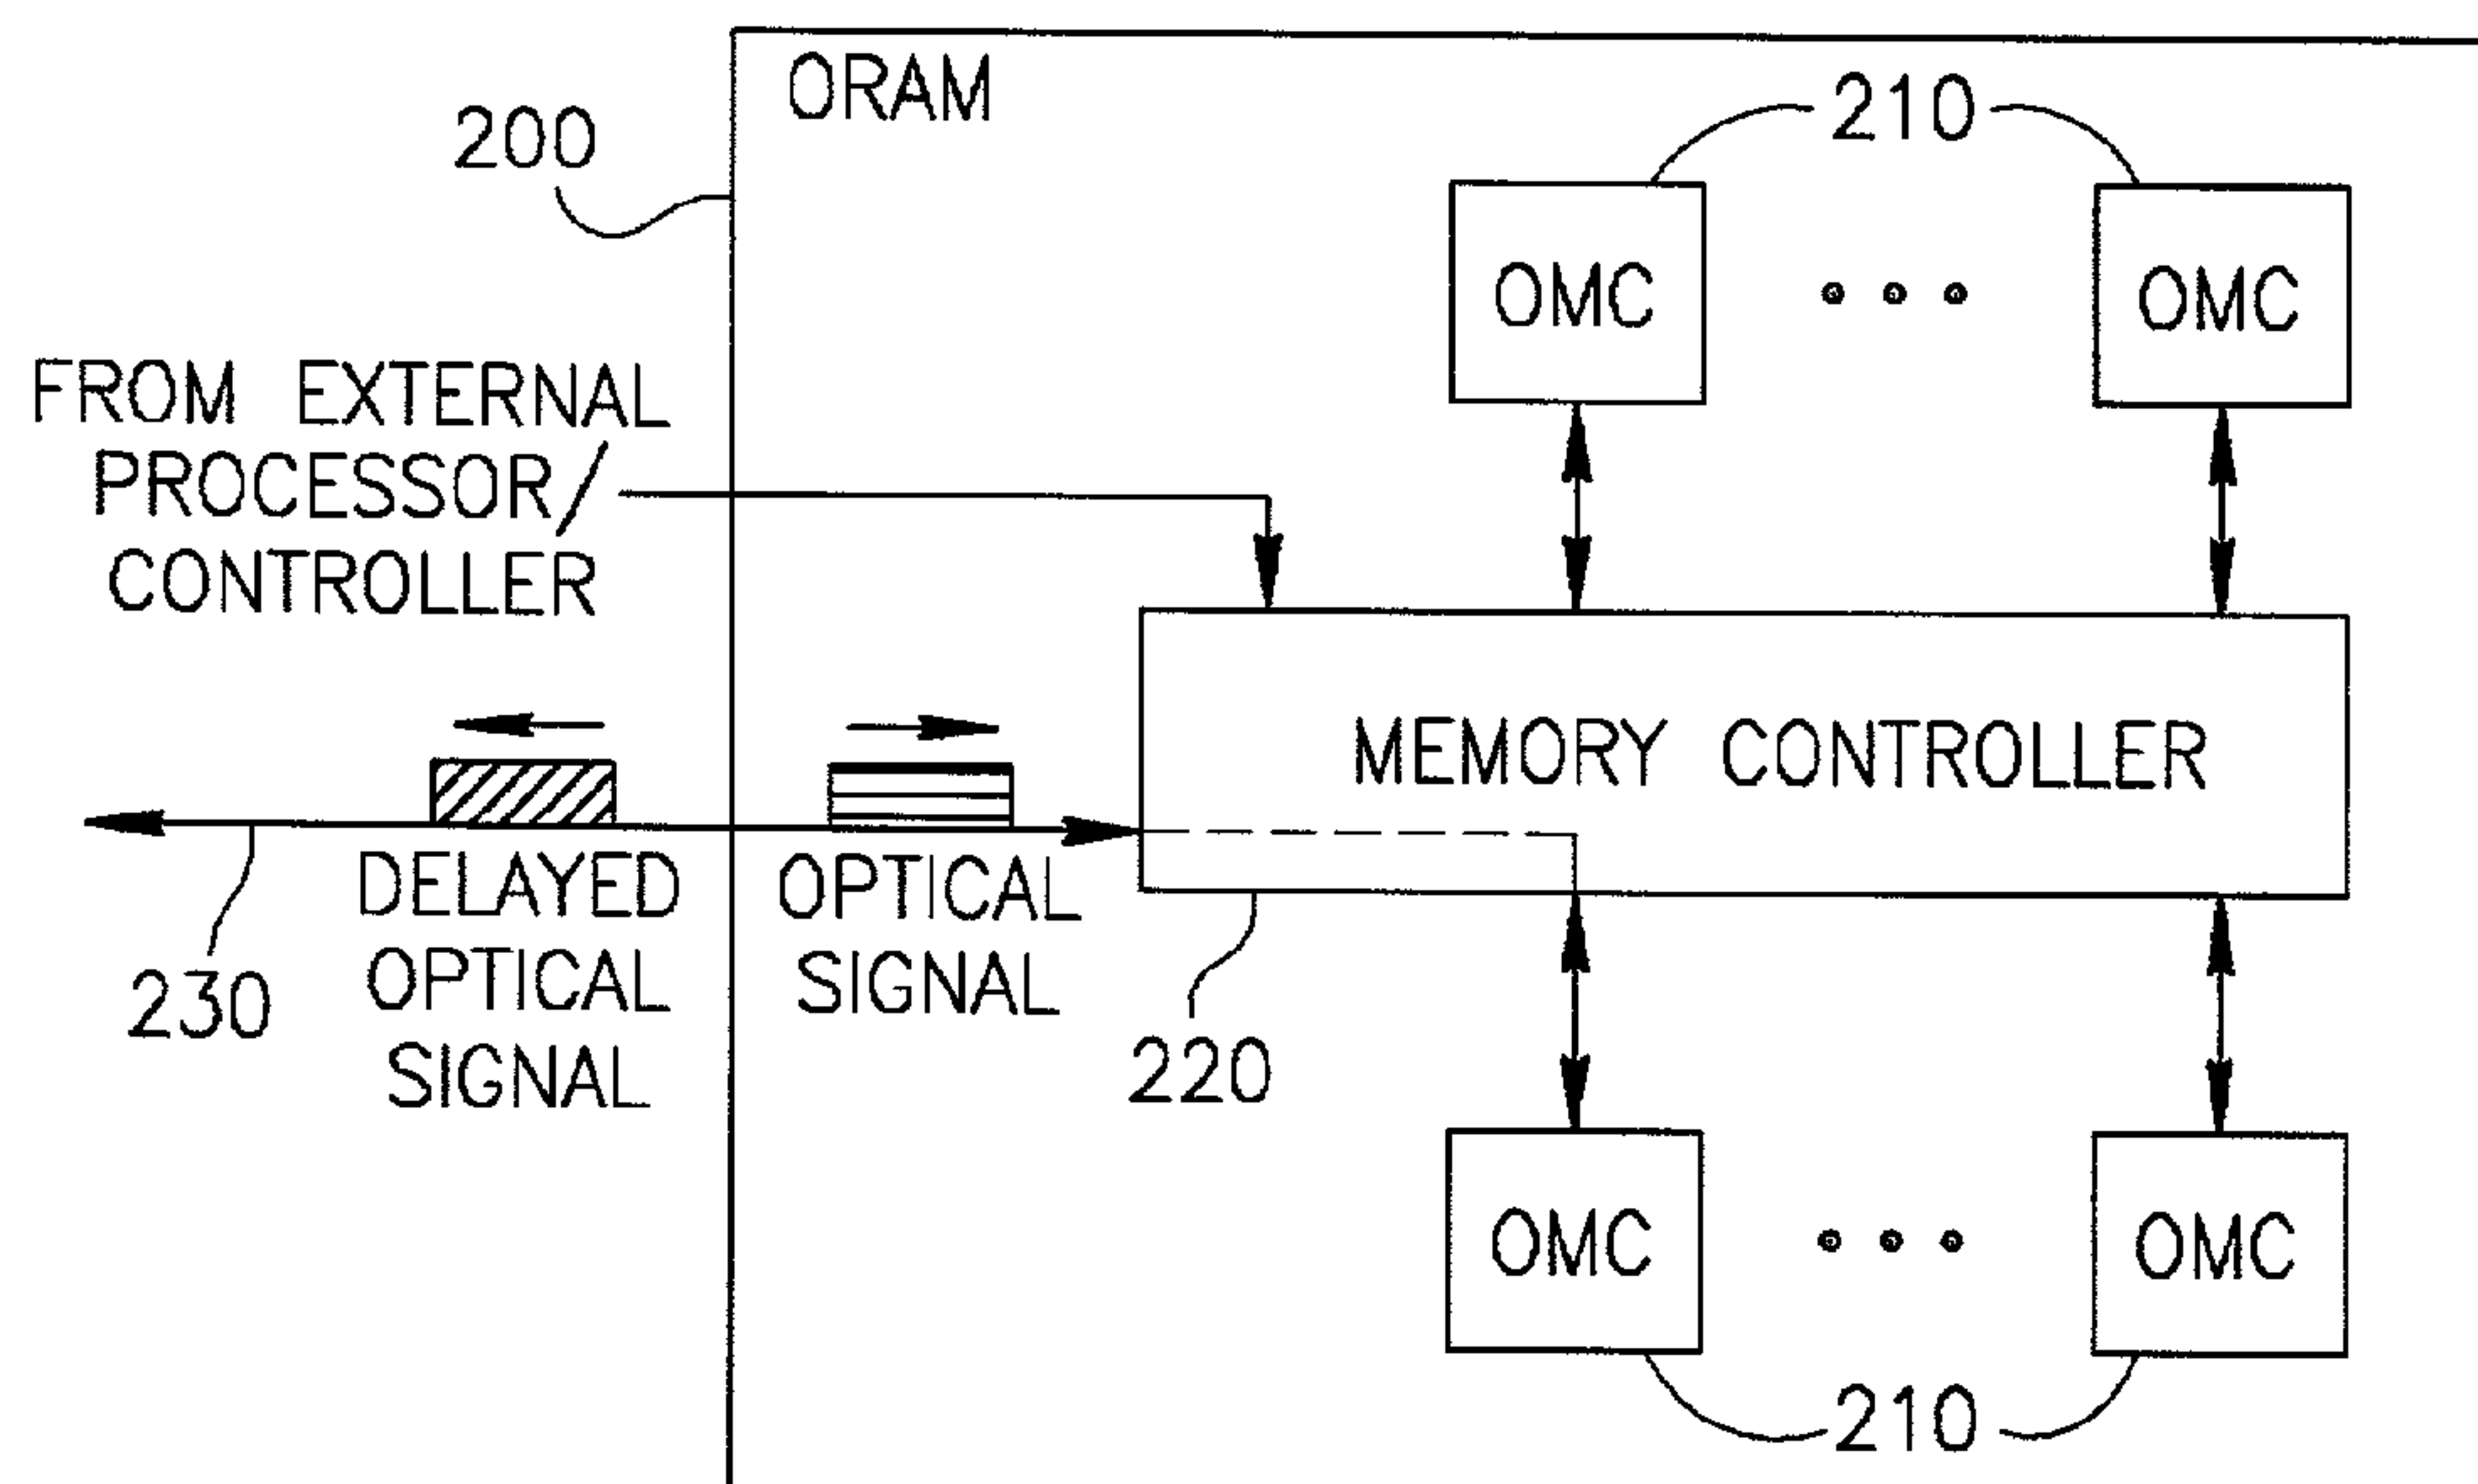 ORAM
200
210
OMC
OMC
FROM EXTERNAL
PROCESSOR/
CONTROLLER
MEMORY CONTROLLER
DELAYED
OPTICAL
SIGNAL
OPTICAL
SIGNAL
230
220
OMC
OMC
210